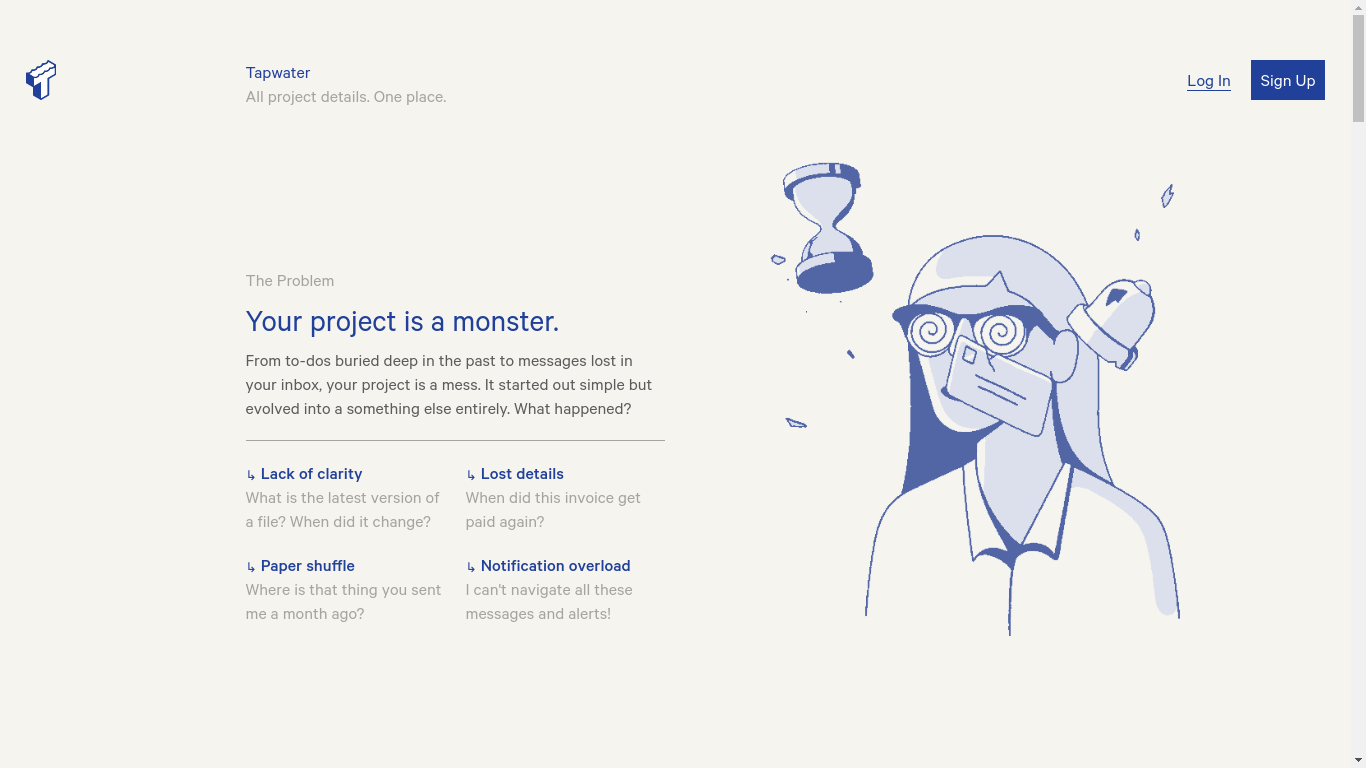 Tapwater
All project details. One place.
Log In
Sign Up
The Problem
Your project is a monster.
From to-dos buried deep in the past to messages lost in
your inbox, your project is a mess. It started out simple but
evolved into a something else entirely. What happened?
↳ Lack of clarity
What is the latest version of
a file? When did it change?
↳ Lost details
When did this invoice get
paid again?
↳ Paper shuffle
Where is that thing you sent
me a month ago?
↳ Notification overload
I can't navigate all these
messages and alerts!